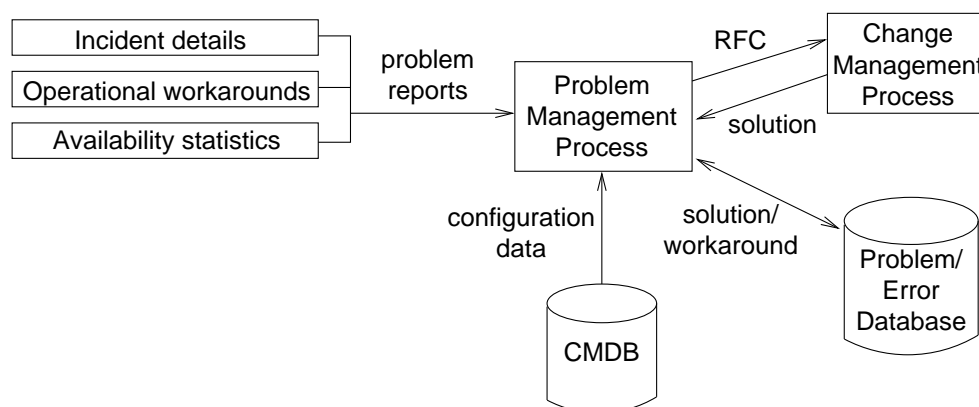 Incident details
Operational workarounds
Availability statistics
problem
reports
Problem
Management
Process
RFC
solution
Change
Management
Process
configuration
data
solution/
workaround
CMDB
Problem/
Error
Database